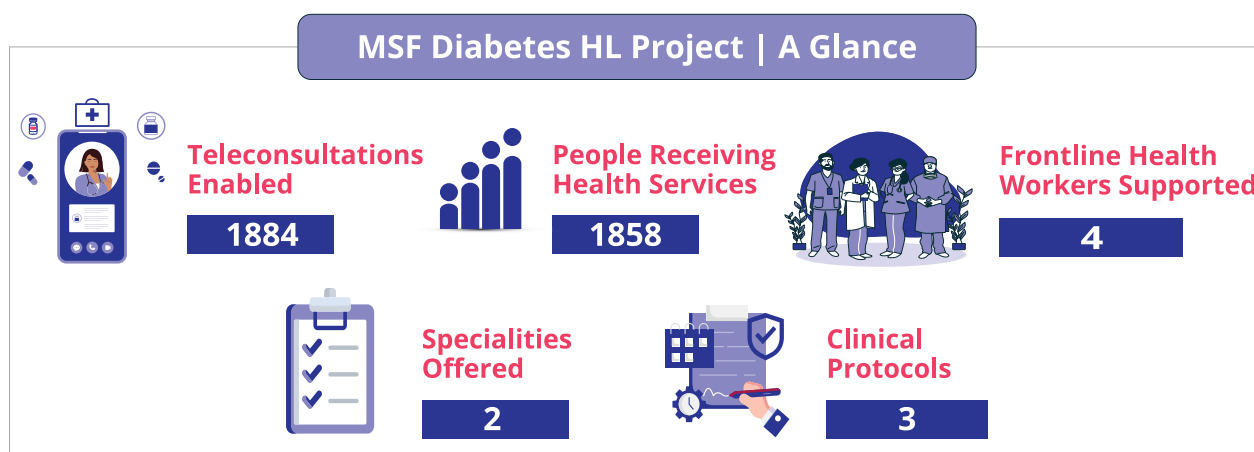 MSF Diabetes HL Project | A Glance
Teleconsultations
Enabled
1884
People Receiving
Health Services
1858
Frontline Health
Workers Supported
4
Specialities
Offered
2
Clinical
Protocols
3